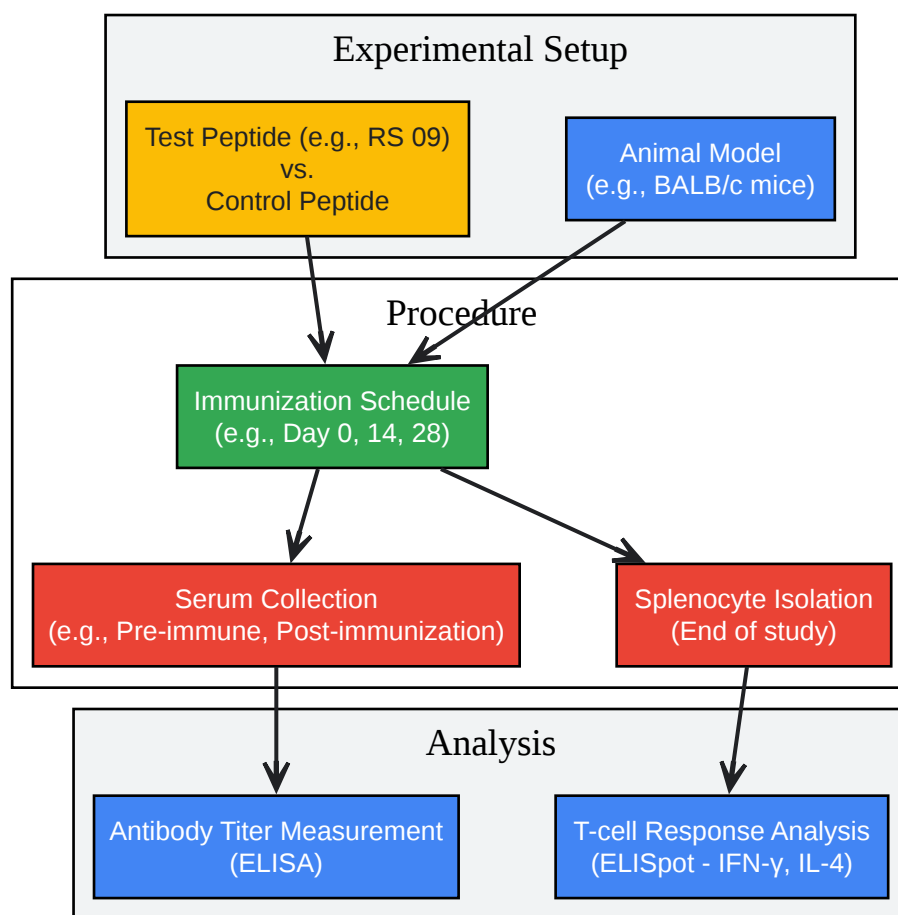 Experimental Setup
Test Peptide (e.g., RS 09)
vs.
Control Peptide
Animal Model
(e.g., BALB/c mice)
Procedure
Immunization Schedule
(e.g., Day 0, 14, 28)
Serum Collection
(e.g., Pre-immune, Post-immunization)
Splenocyte Isolation
(End of study)
Analysis
Antibody Titer Measurement
(ELISA)
T-cell Response Analysis
(ELISpot - IFN-γ, IL-4)